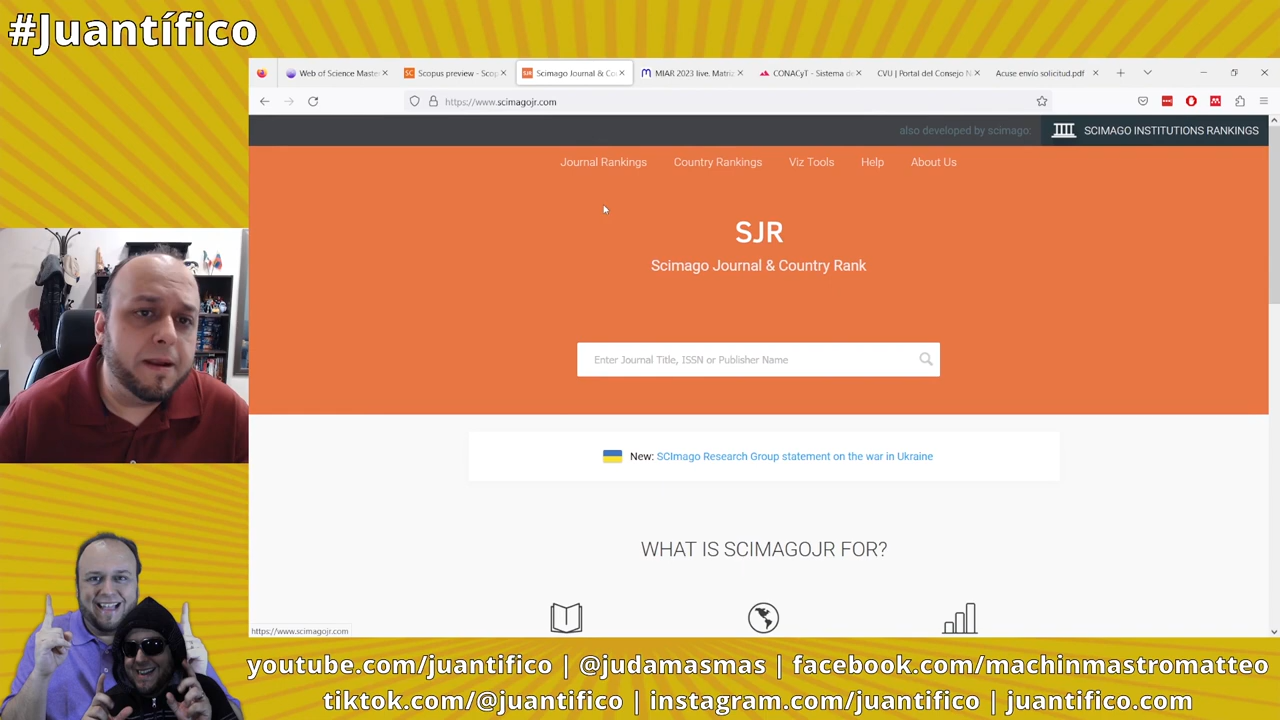 #Juantífico
Web of Science Master
Scopus preview - Scop
Scimago Journal & Co
MIAR 2023 live. Matriz
CONACyT - Sistema de
CVU | Portal del Consejo N
Acuse envío solicitud.pdf
https://www.scimagojr.com
also developed by scimago:
SCIMAGO INSTITUTIONS RANKINGS
Journal Rankings
Country Rankings
Viz Tools
Help
About Us
SJR
Scimago Journal & Country Rank
Enter Journal Title, ISSN or Publisher Name
New: SCImago Research Group statement on the war in Ukraine
WHAT IS SCIMAGOJR FOR?
https://www.scimagojr.com
youtube.com/juantifico | @judamasmas | facebook.com/machinmastromatteo
tiktok.com/@juantifico | instagram.com/juantifico | juantifico.com